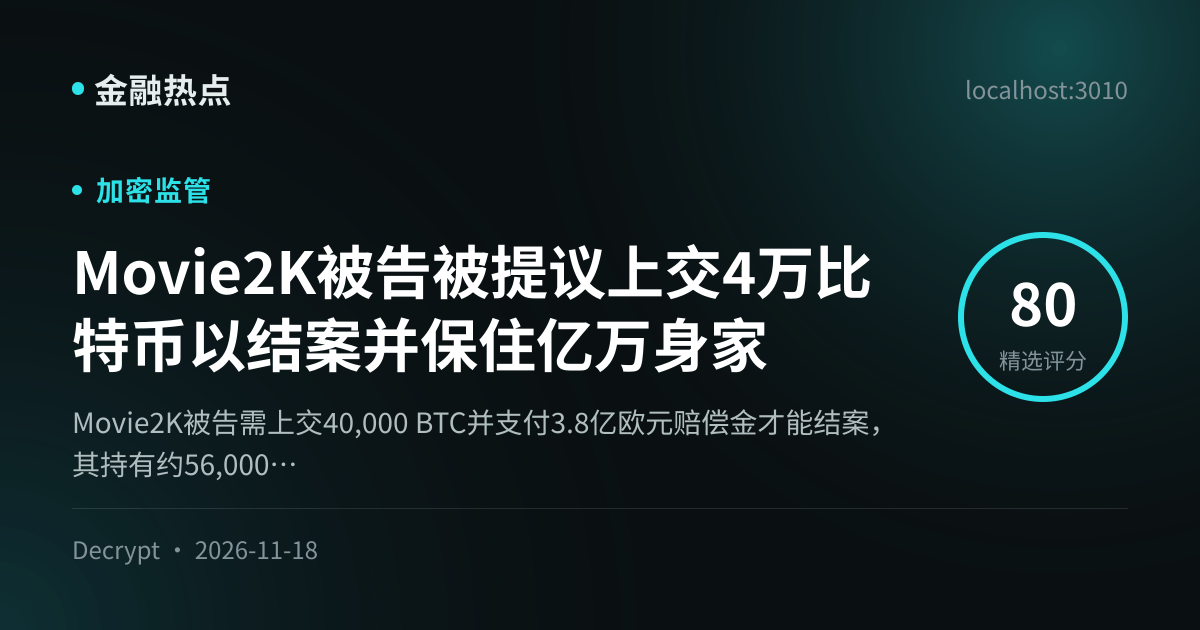 金融热点
localhost:3010
加密监管
Movie2K被告被提议上交4万比
特币以结案并保住亿万身家
80
精选评分
Movie2K被告需上交40,000 BTC并支付3.8亿欧元赔偿金才能结案，
其持有约56,000…
Decrypt · 2026-11-18